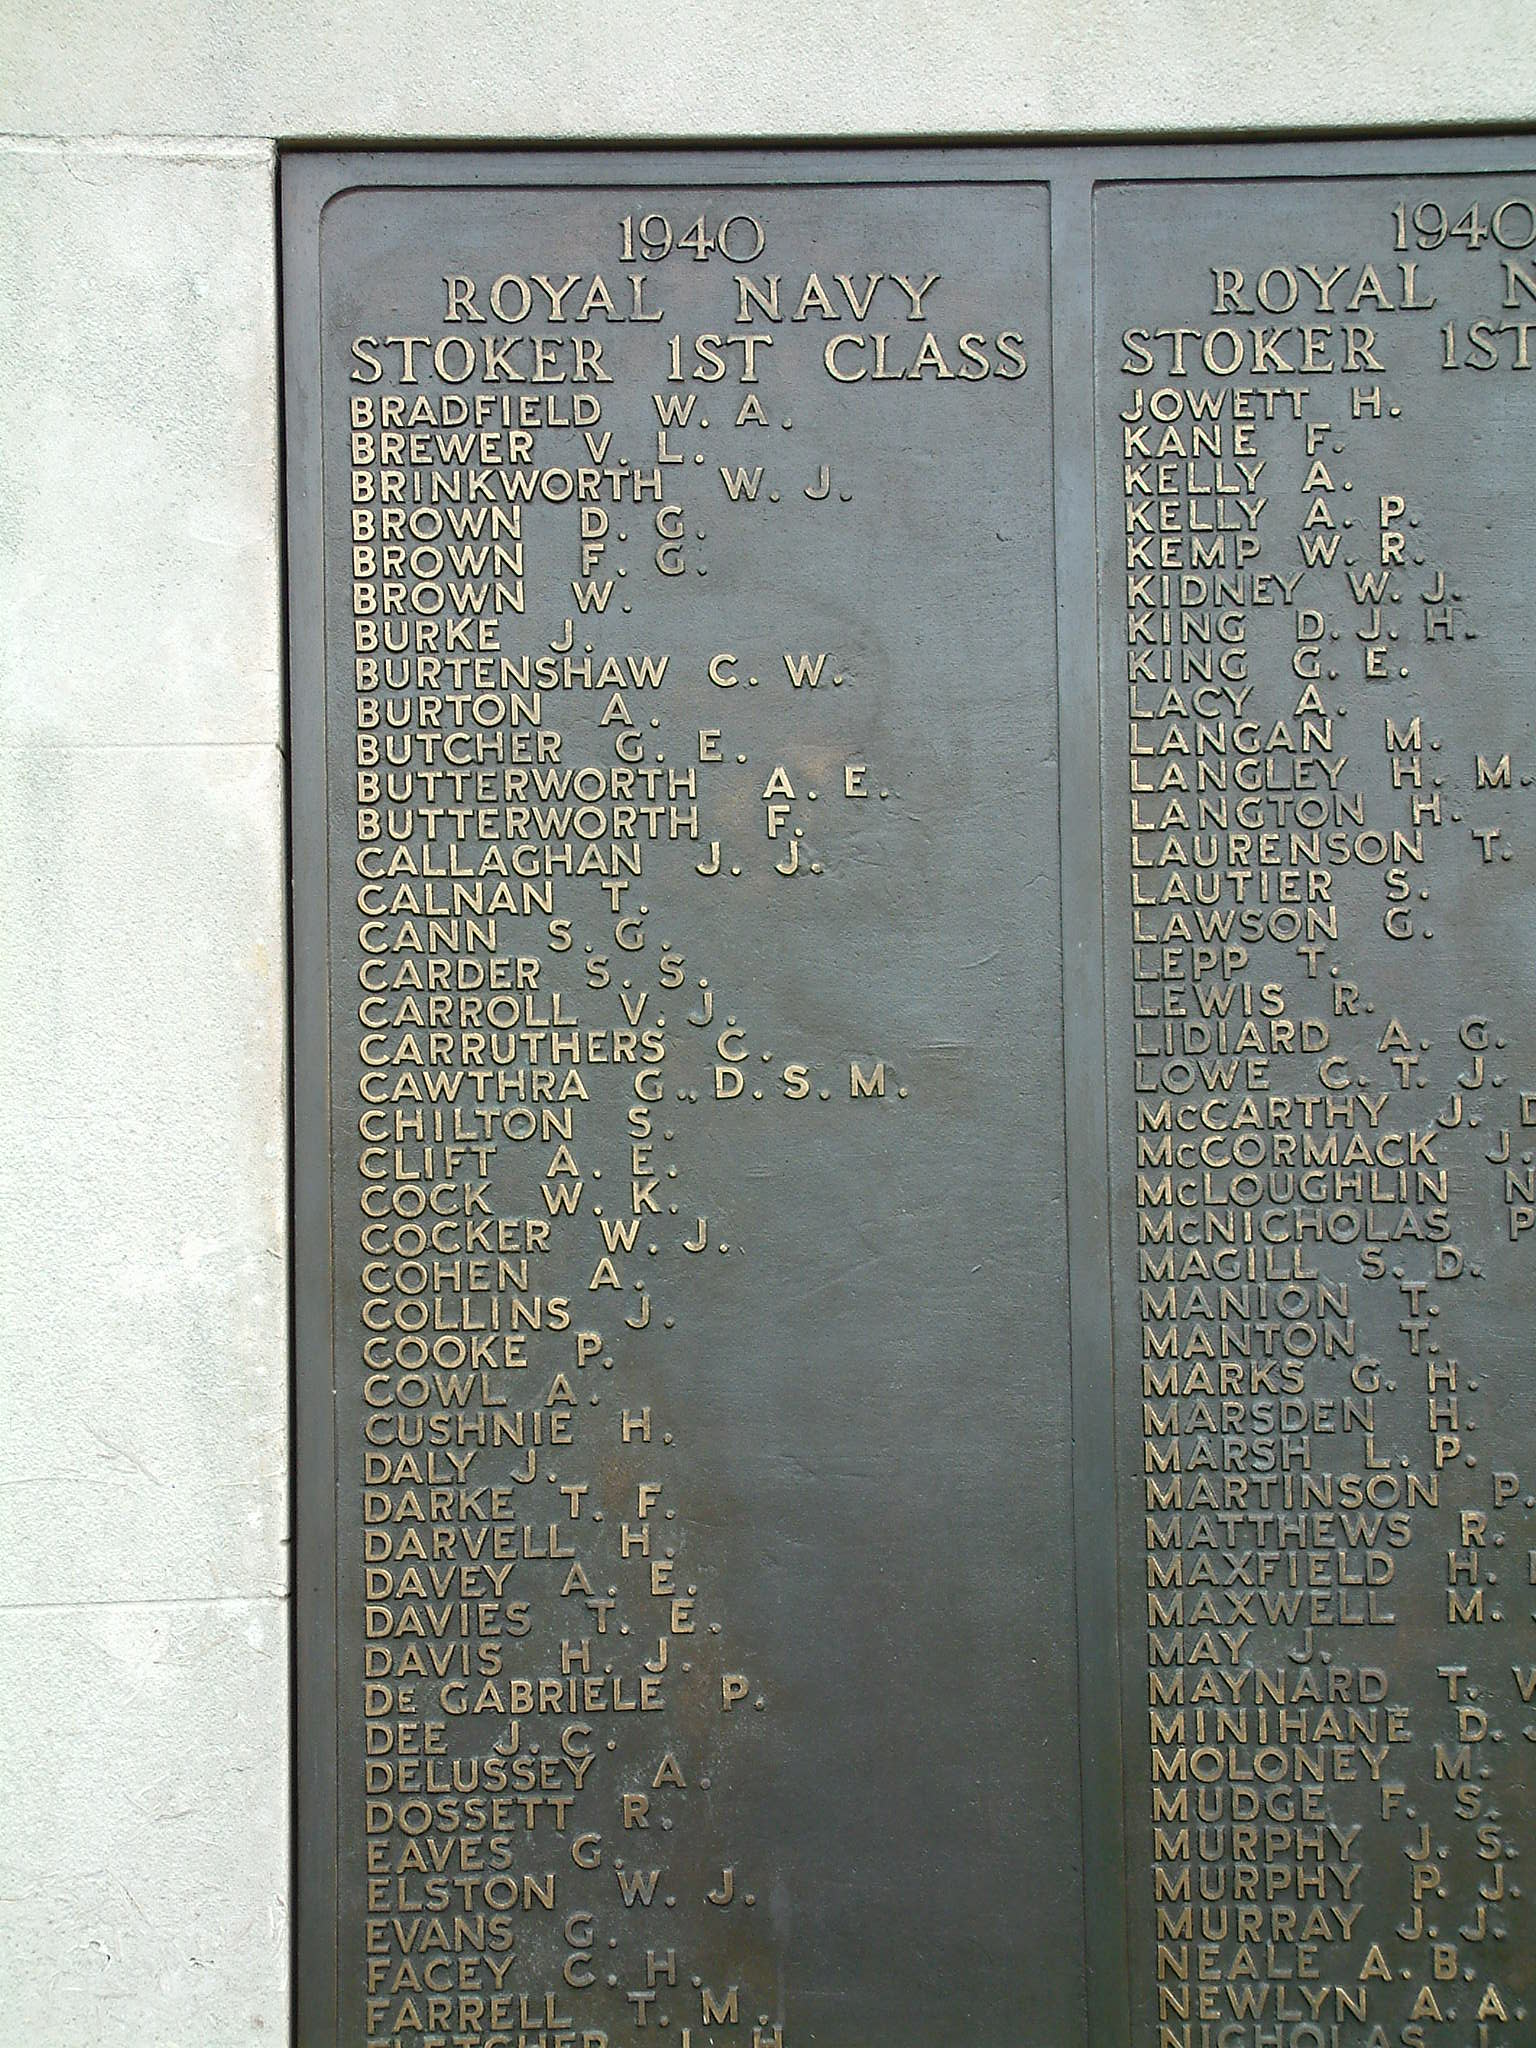 1940
ROYAL NAVY
STOKER 1ST CLASS
BRADFIELD W. A.
BREWER V. L.
BRINKWORTH W. J.
BROWN D. G.
BROWN F. G.
BROWN W.
BURKE J.
BURTENSHAW C. W.
BURTON A.
BUTCHER G. E.
BUTTERWORTH A. E.
BUTTERWORTH F.
CALLAGHAN J. J.
CALNAN T.
CANN S. G.
CARDER S. S.
CARROLL V. J.
CARRUTHERS C.
CAWTHRA G., D.S.M.
CHILTON S.
CLIFT A. E.
COCK W. K.
COCKER W. J.
COHEN A.
COLLINS J.
COOKE P.
COWL A.
CUSHNIE H.
DALY J.
DARKE T. F.
DARVELL H.
DAVEY A. E.
DAVIES T. E.
DAVIS H. J.
DE GABRIELE P.
DEE J. C.
DELUSSEY A.
DOSSETT R.
EAVES G.
ELSTON W. J.
EVANS G.
FACEY C. H.
FARRELL T. M.
FLETCHER J. H
1940
ROYAL
STOKER 1ST
JOWETT H.
KANE F.
KELLY A.
KELLY A. P.
KEMP W. R.
KIDNEY W. J.
KING D. J. H.
KING G. E.
LACY A.
LANGAN M.
LANGLEY H. M.
LANGTON H.
LAURENSON T.
LAUTIER S.
LAWSON G.
LEPP T.
LEWIS R.
LIDIARD A. G.
LOWE C. T. J.
McCARTHY J.
McCORMACK J.
McLOUGHLIN N
McNICHOLAS P
MAGILL S. D.
MANION T.
MANTON T.
MARKS G. H.
MARSDEN H.
MARSH L. P.
MARTINSON P.
MATTHEWS R.
MAXFIELD H.
MAXWELL M.
MAY J.
MAYNARD T.
MINIHANE D.
MOLONEY M.
MUDGE F. S.
MURPHY J. S.
MURPHY P. J.
MURRAY J. J.
NEALE A. B.
NEWLYN A. A.
NICHOLAS